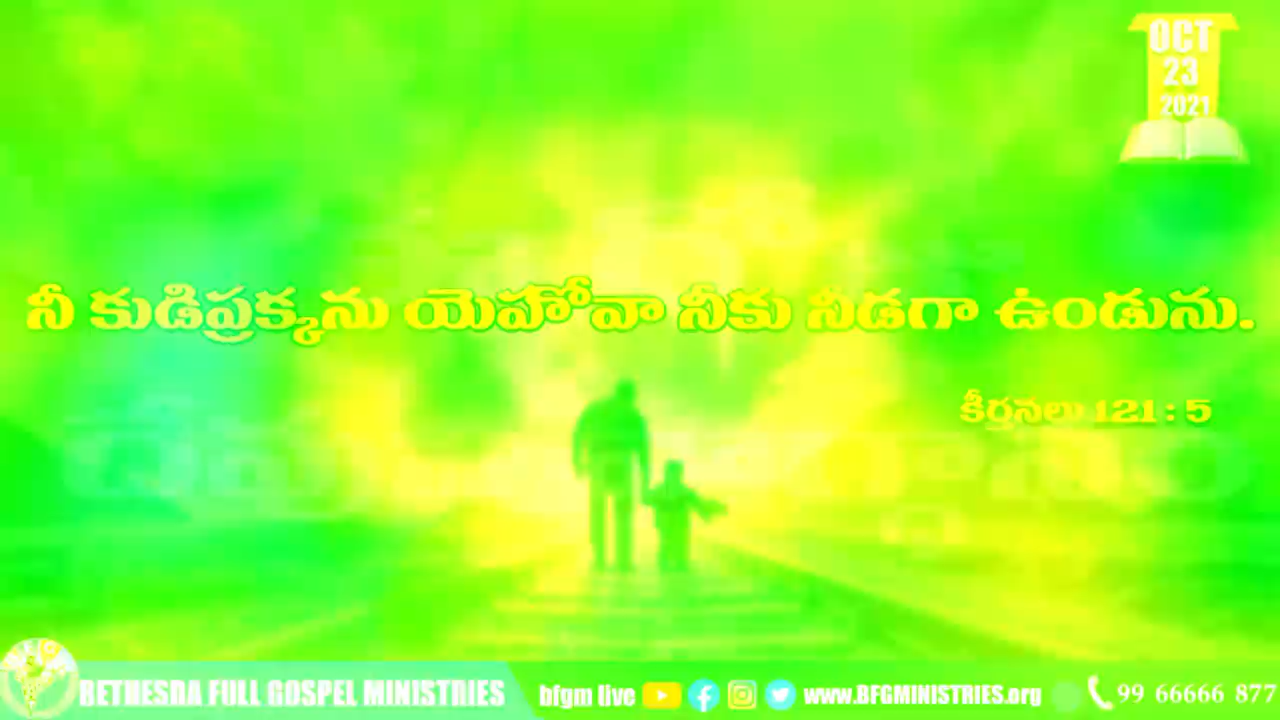 OCT
23
2021
నీ కుడిప్రక్కను యెహోవా నీకు నీడగా ఉండును.
కీర్తనలు 121 : 5
BETHESDA FULL GOSPEL MINISTRIES
bfgm live
www.BFGMINISTRIES.org
99 66666 877